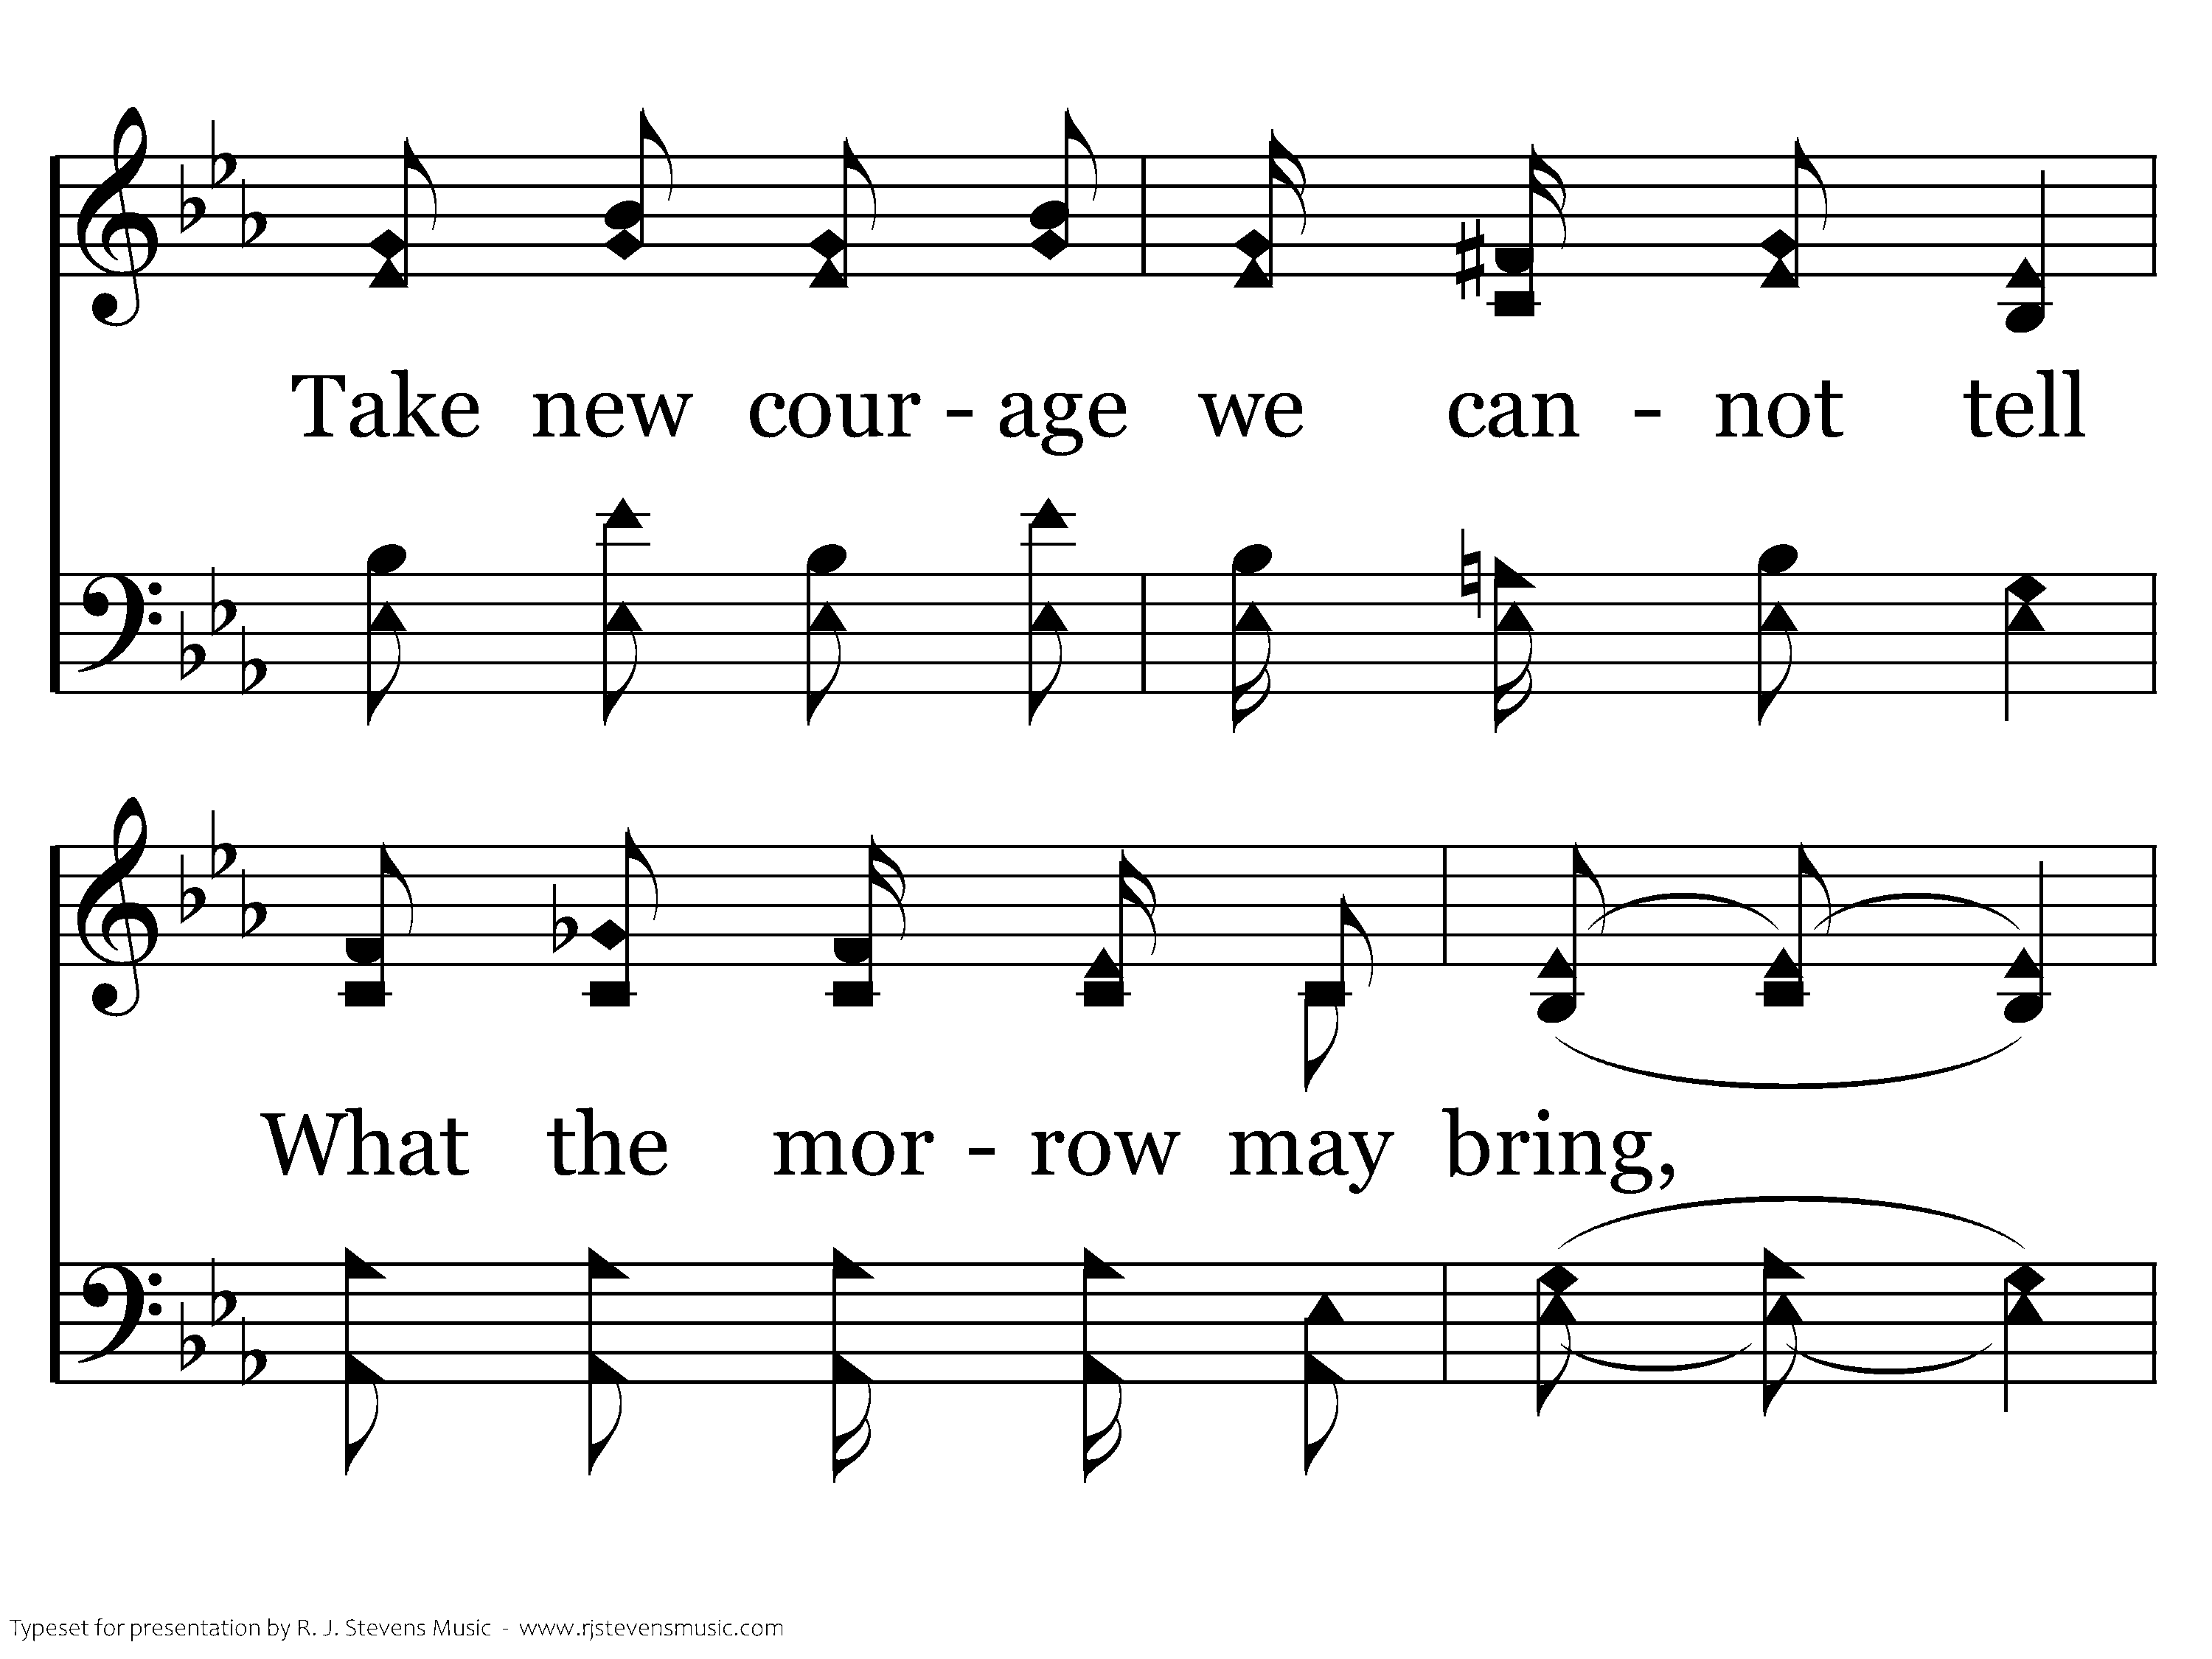 Take new cour - age we can - not tell
What the mor - row may bring,
Typeset for presentation by R. J. Stevens Music - www.rjstevensmusic.com